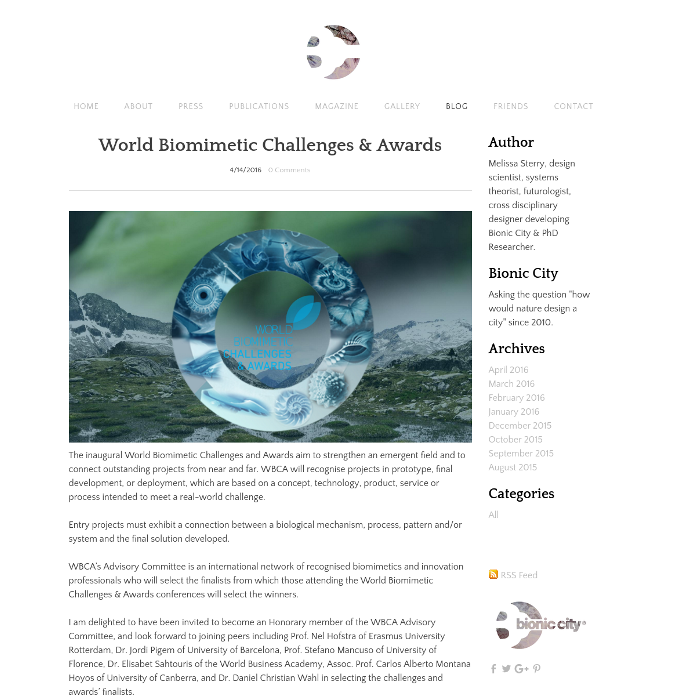 HOME ABOUT PRESS PUBLICATIONS MAGAZINE GALLERY BLOG FRIENDS CONTACT
World Biomimetic Challenges & Awards
4/14/2016 0 Comments
WORLD
BIOMIMETIC
CHALLENGES
& AWARDS
The inaugural World Biomimetic Challenges and Awards aim to strengthen an emergent field and to
connect outstanding projects from near and far. WBCA will recognise projects in prototype, final
development, or deployment, which are based on a concept, technology, product, service or
process intended to meet a real-world challenge.
Entry projects must exhibit a connection between a biological mechanism, process, pattern and/or
system and the final solution developed.
WBCA's Advisory Committee is an international network of recognised biomimetics and innovation
professionals who will select the finalists from which those attending the World Biomimetic
Challenges & Awards conferences will select the winners.
I am delighted to have been invited to become an Honorary member of the WBCA Advisory
Committee, and look forward to joining peers including Prof. Nel Hofstra of Erasmus University
Rotterdam, Dr. Jordi Pigem of University of Barcelona, Prof. Stefano Mancuso of University of
Florence, Dr. Elisabet Sahtouris of the World Business Academy, Assoc. Prof. Carlos Alberto Montana
Hoyos of University of Canberra, and Dr. Daniel Christian Wahl in selecting the challenges and
awards' finalists.
Author
Melissa Sterry, design
scientist, systems
theorist, futurologist,
cross disciplinary
designer developing
Bionic City & PhD
Researcher.
Bionic City
Asking the question "how
would nature design a
city" since 2010.
Archives
April 2016
March 2016
February 2016
January 2016
December 2015
October 2015
September 2015
August 2015
Categories
All
RSS Feed
bionic city®